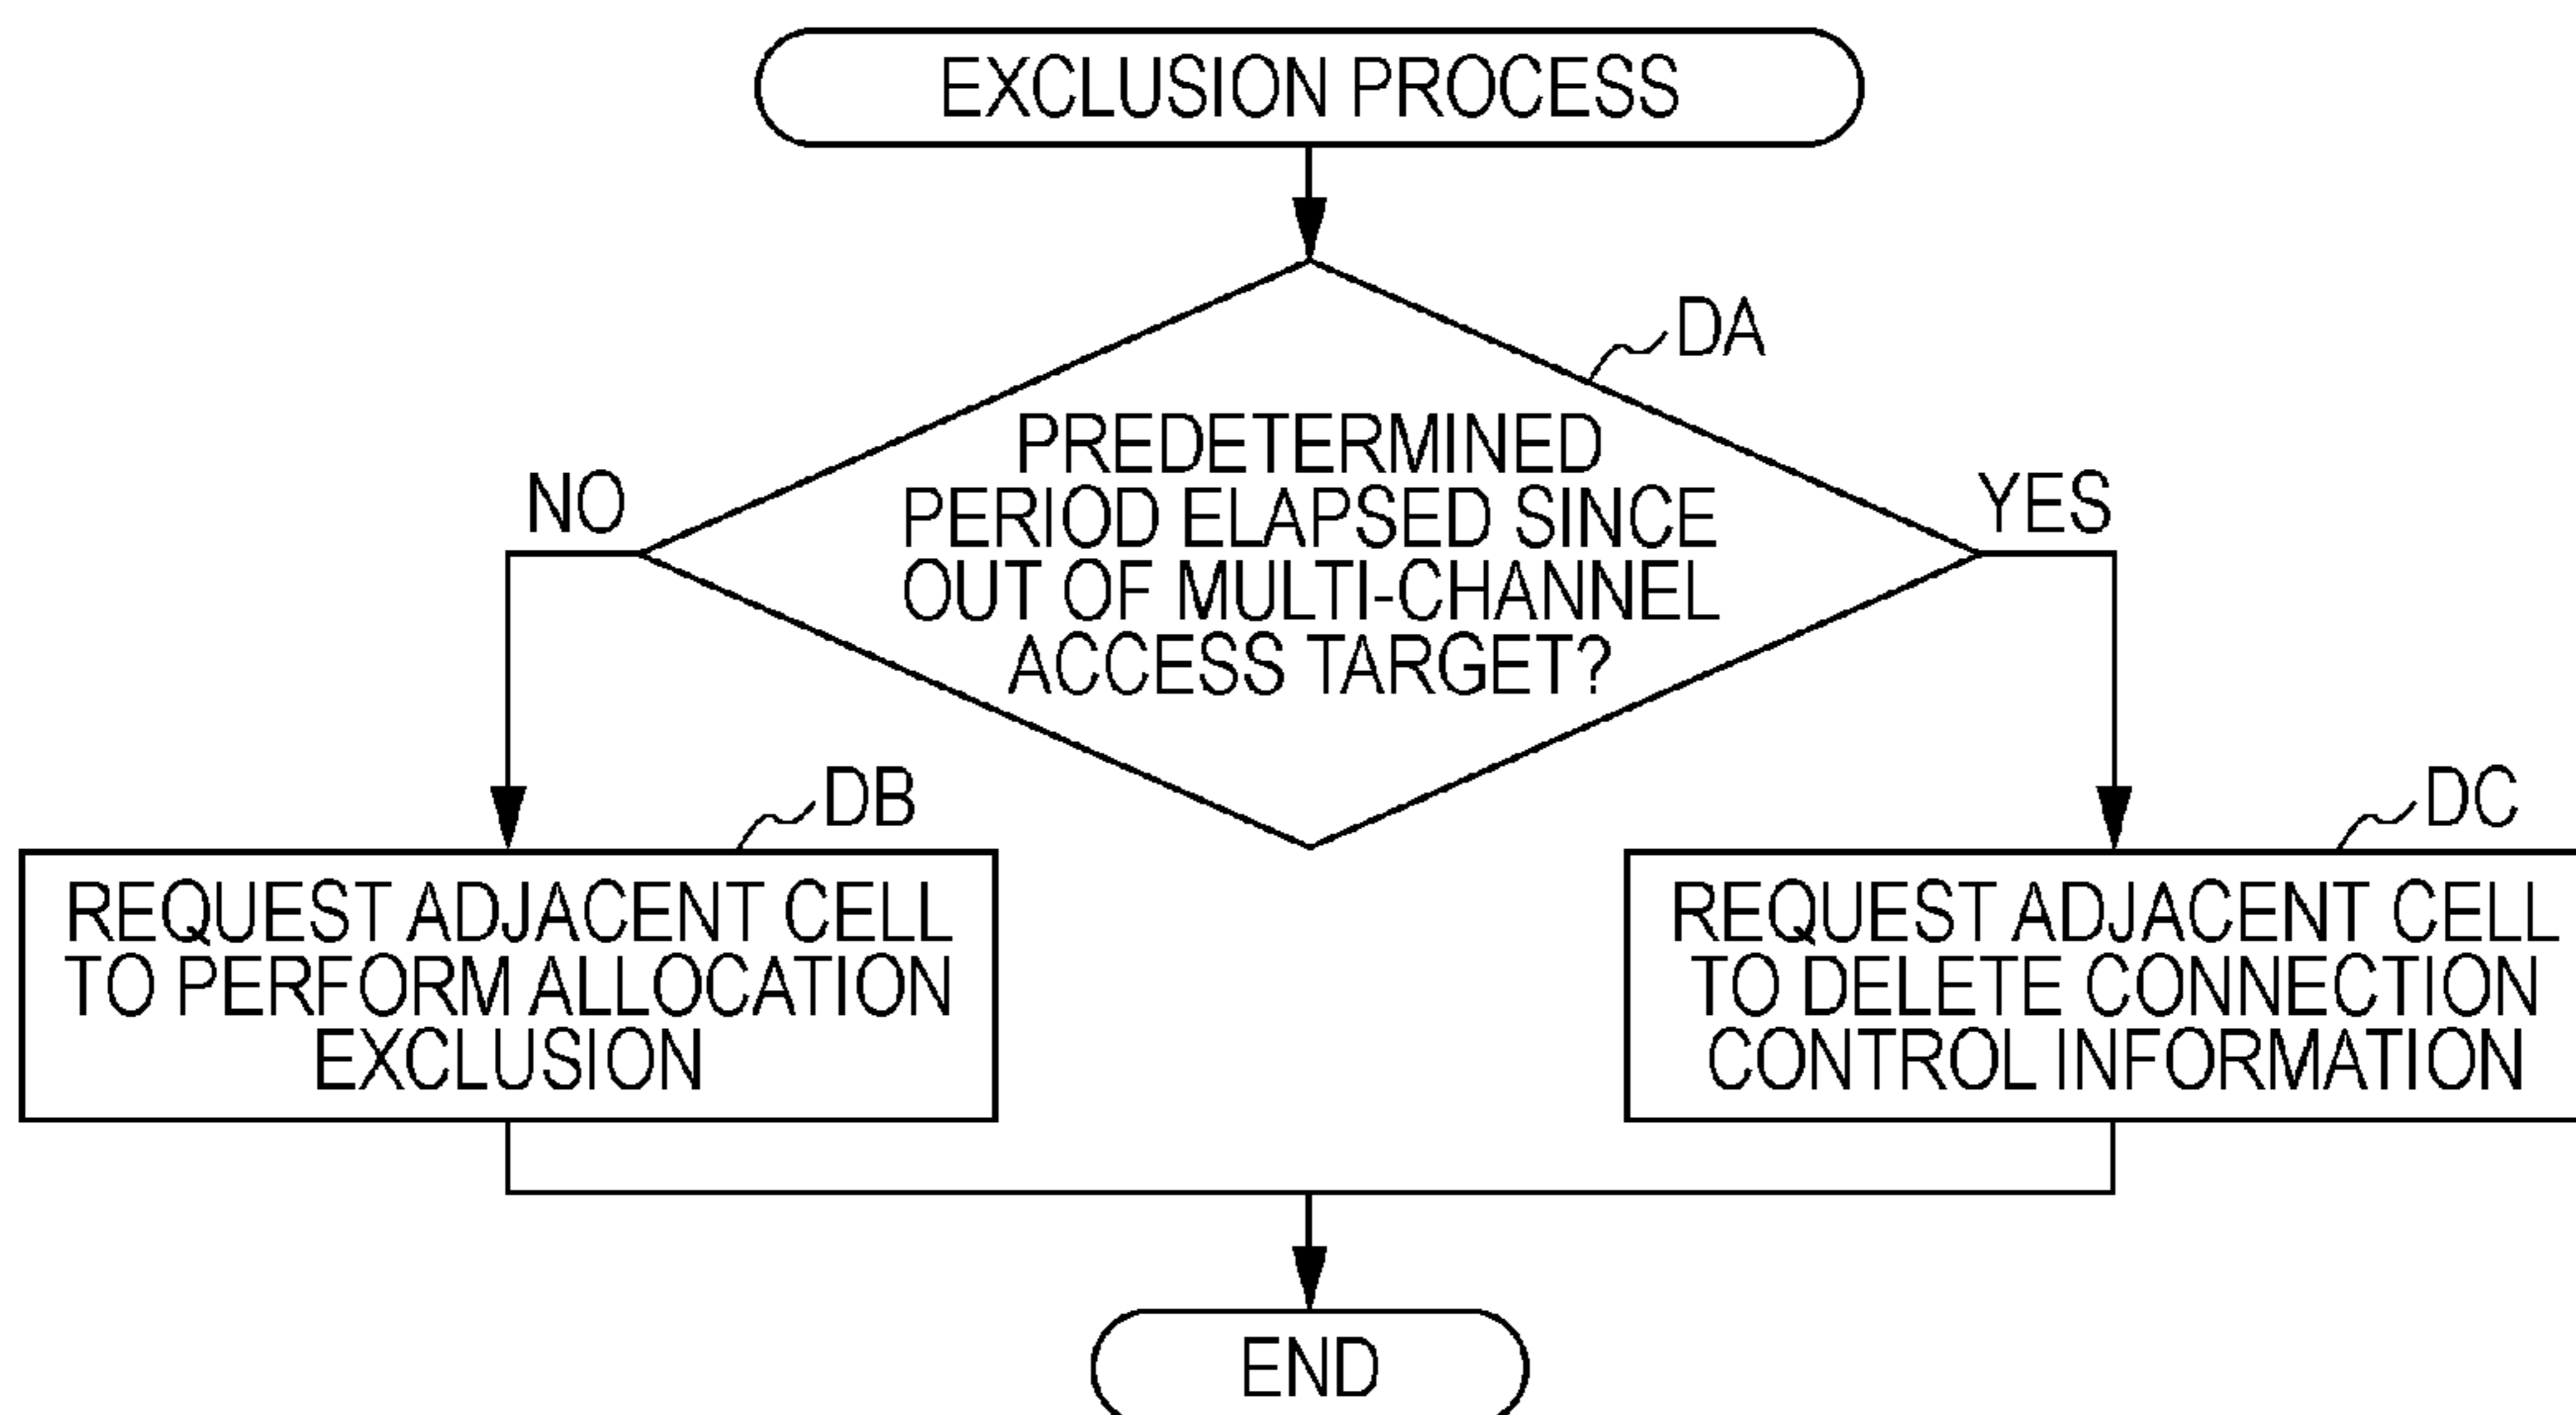 EXCLUSION PROCESS
DA
PREDETERMINED
PERIOD ELAPSED SINCE
OUT OF MULTI-CHANNEL
ACCESS TARGET?
NO
YES
DB
REQUEST ADJACENT CELL
TO PERFORM ALLOCATION
EXCLUSION
DC
REQUEST ADJACENT CELL
TO DELETE CONNECTION
CONTROL INFORMATION
END